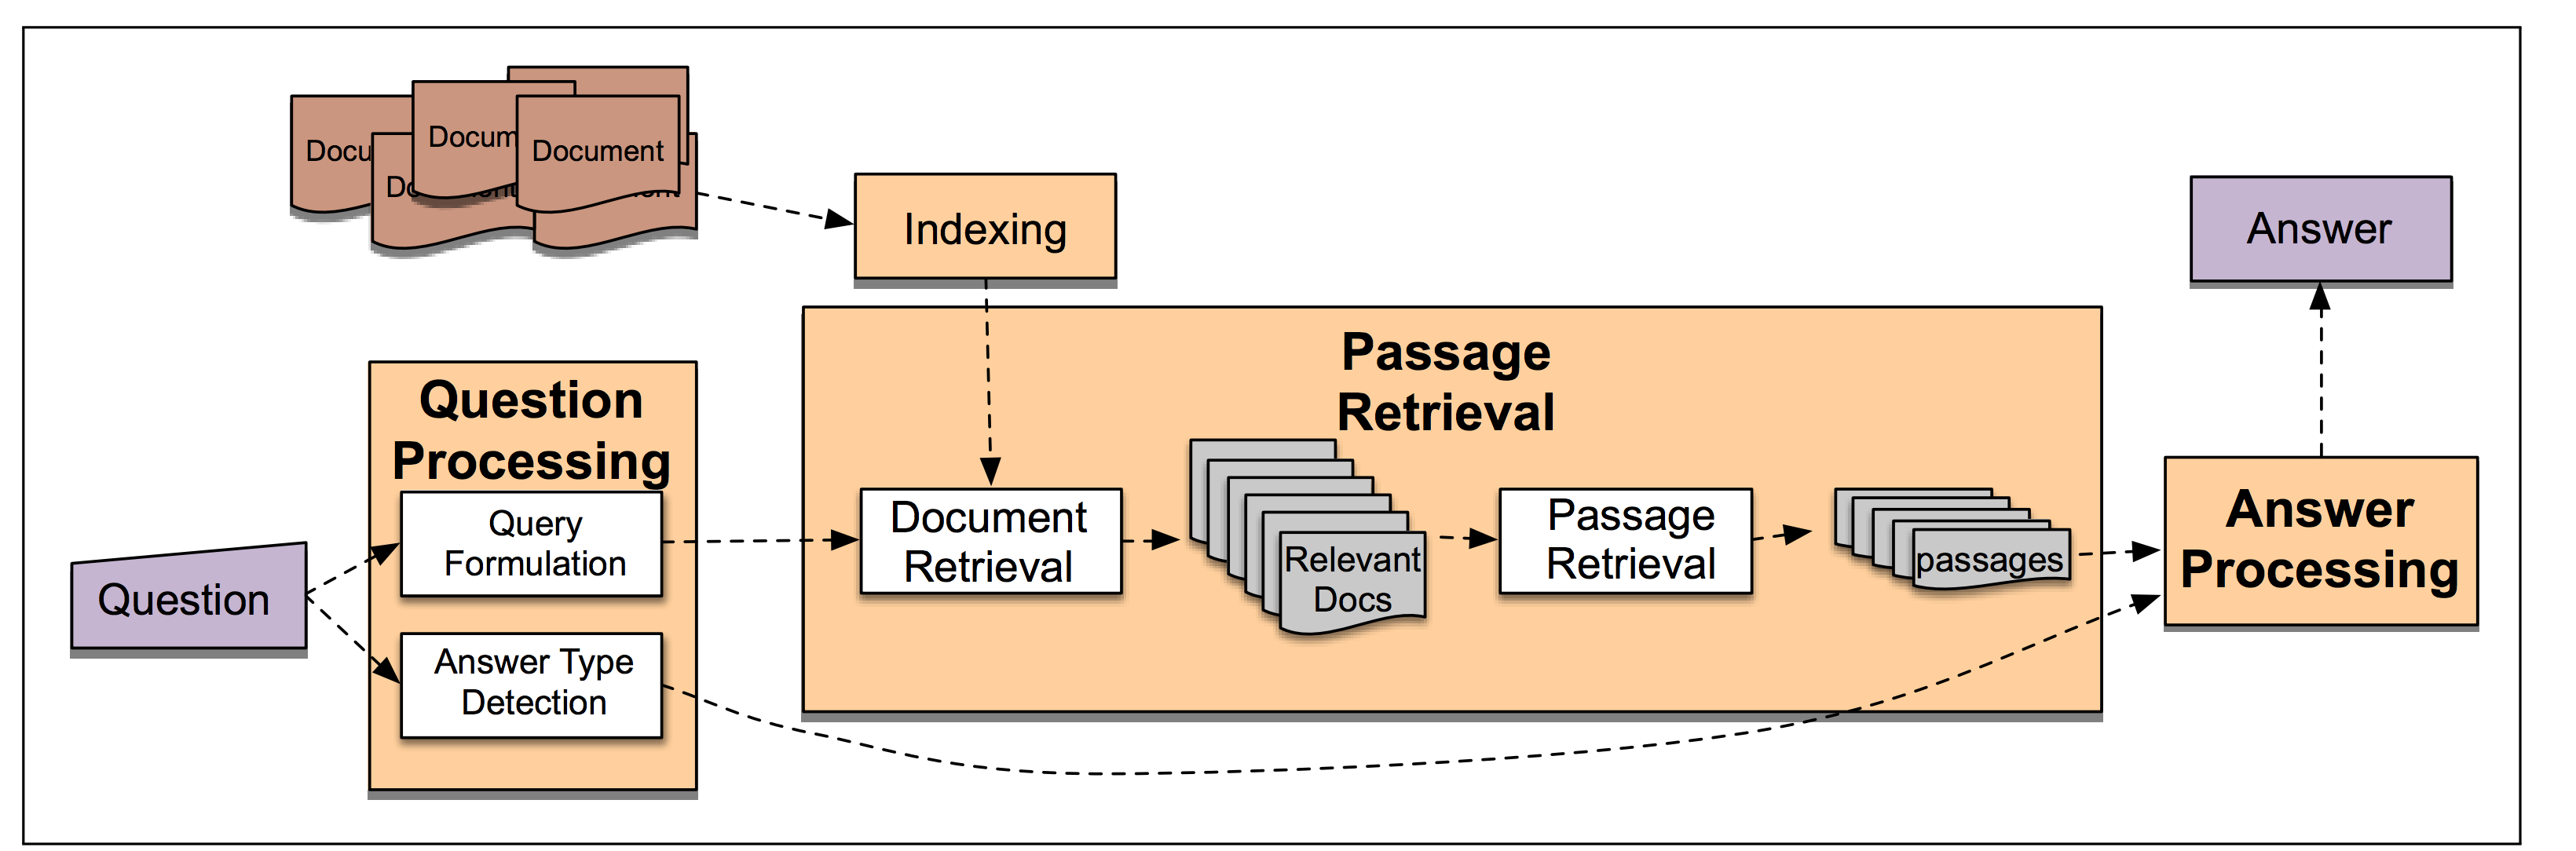 Docu
Docum
Document
Indexing
Answer
Passage
Retrieval
Question
Processing
Query
Formulation
Answer Type
Detection
Question
Document
Retrieval
Relevant
Docs
Passage
Retrieval
passages
Answer
Processing